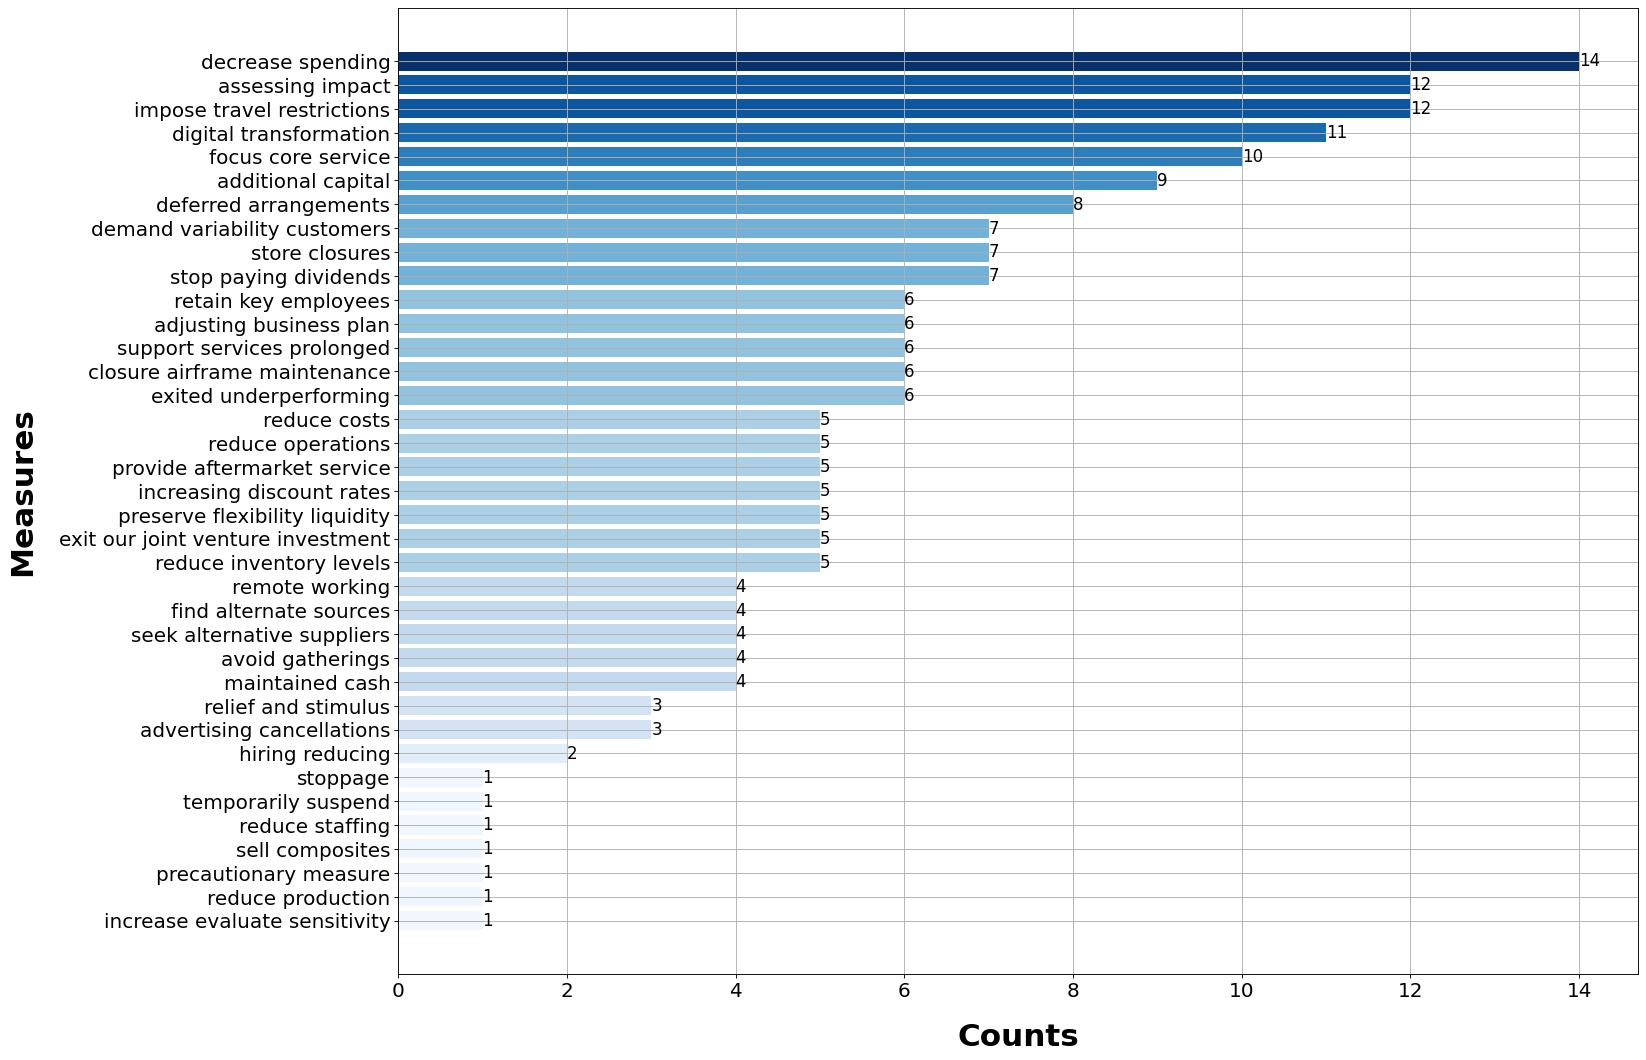 decrease spending 14
assessing impact 12
impose travel restrictions 12
digital transformation 11
focus core service 10
additional capital 9
deferred arrangements 8
demand variability customers 7
store closures 7
stop paying dividends 7
retain key employees 6
adjusting business plan 6
support services prolonged 6
closure airframe maintenance 6
exited underperforming 6
reduce costs 5
reduce operations 5
provide aftermarket service 5
increasing discount rates 5
preserve flexibility liquidity 5
exit our joint venture investment 5
reduce inventory levels 5
remote working 4
find alternate sources 4
seek alternative suppliers 4
avoid gatherings 4
maintained cash 4
relief and stimulus 3
advertising cancellations 3
hiring reducing 2
stoppage 1
temporarily suspend 1
reduce staffing 1
sell composites 1
precautionary measure 1
reduce production 1
increase evaluate sensitivity 1
Measures
0 2 4 6 8 10 12 14
Counts